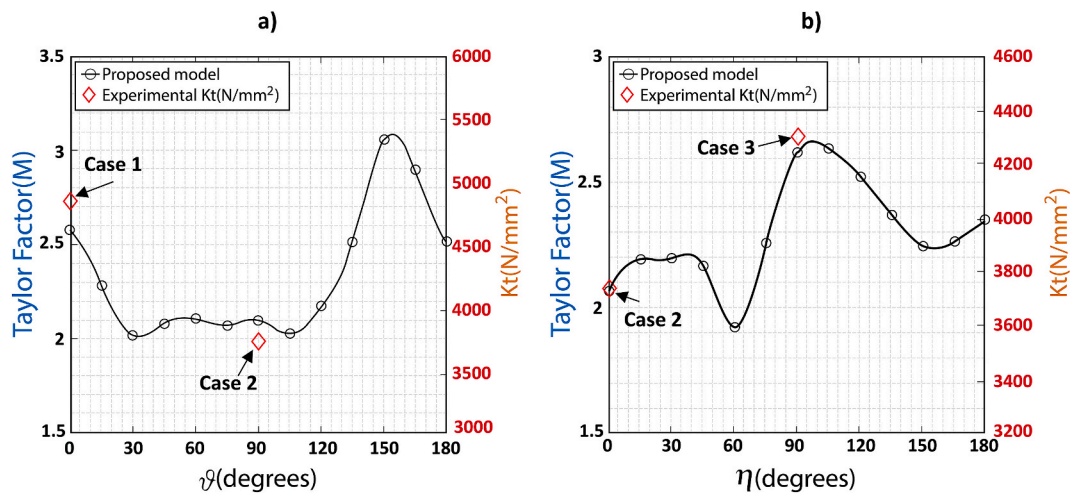 a)
3.5
3
2.5
2
1.5
Taylor Factor(M)
Proposed model
Experimental Kt(N/mm²)
Case 1
Case 2
6000
5500
5000
4500
4000
3500
3000
Kt(N/mm²)
0 30 60 90 120 150 180
ϑ(degrees)
b)
3
2.5
2
1.5
Taylor Factor(M)
Proposed model
Experimental Kt(N/mm²)
Case 3
Case 2
4600
4400
4200
4000
3800
3600
3400
3200
Kt(N/mm²)
0 30 60 90 120 150 180
η(degrees)